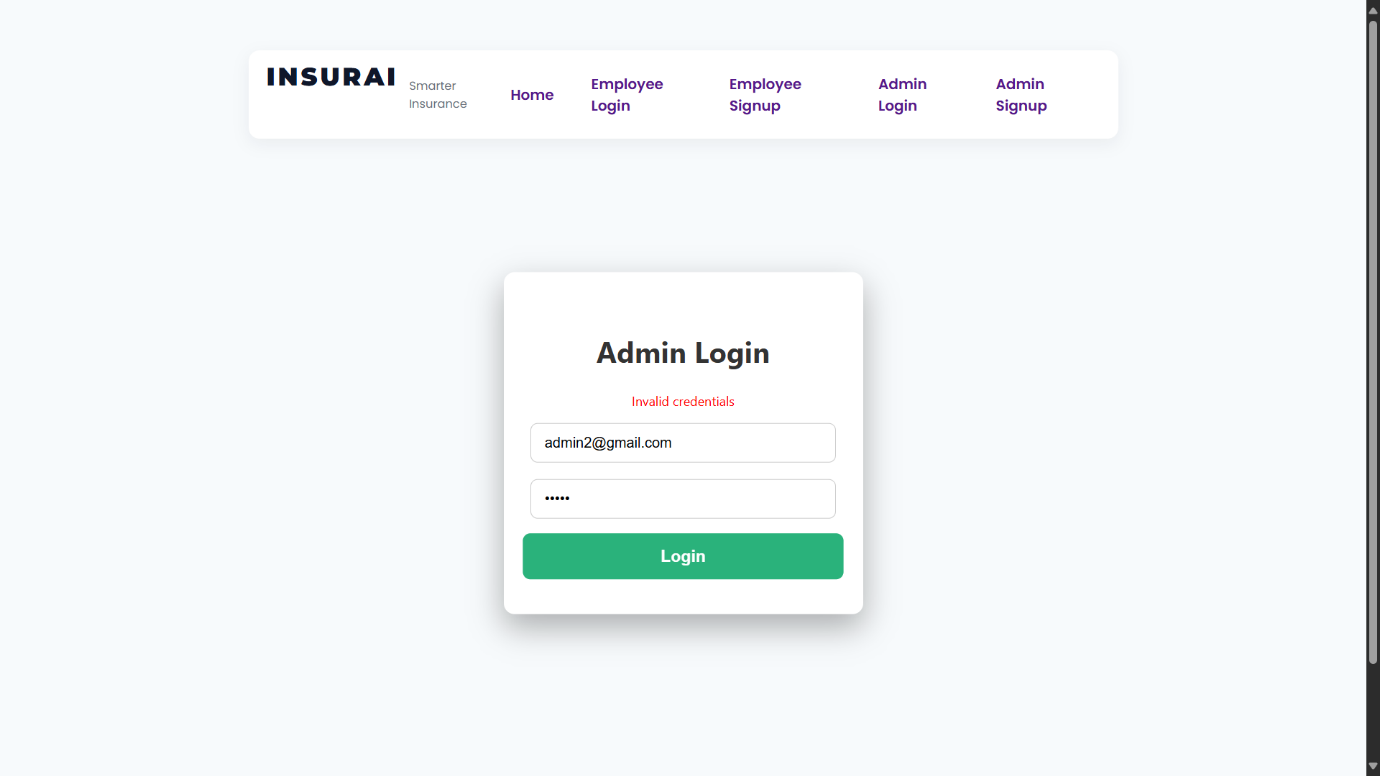 INSURAI
Smarter
Insurance
Home
Employee
Login
Employee
Signup
Admin
Login
Admin
Signup
Admin Login
Invalid credentials
admin2@gmail.com
•••••
Login